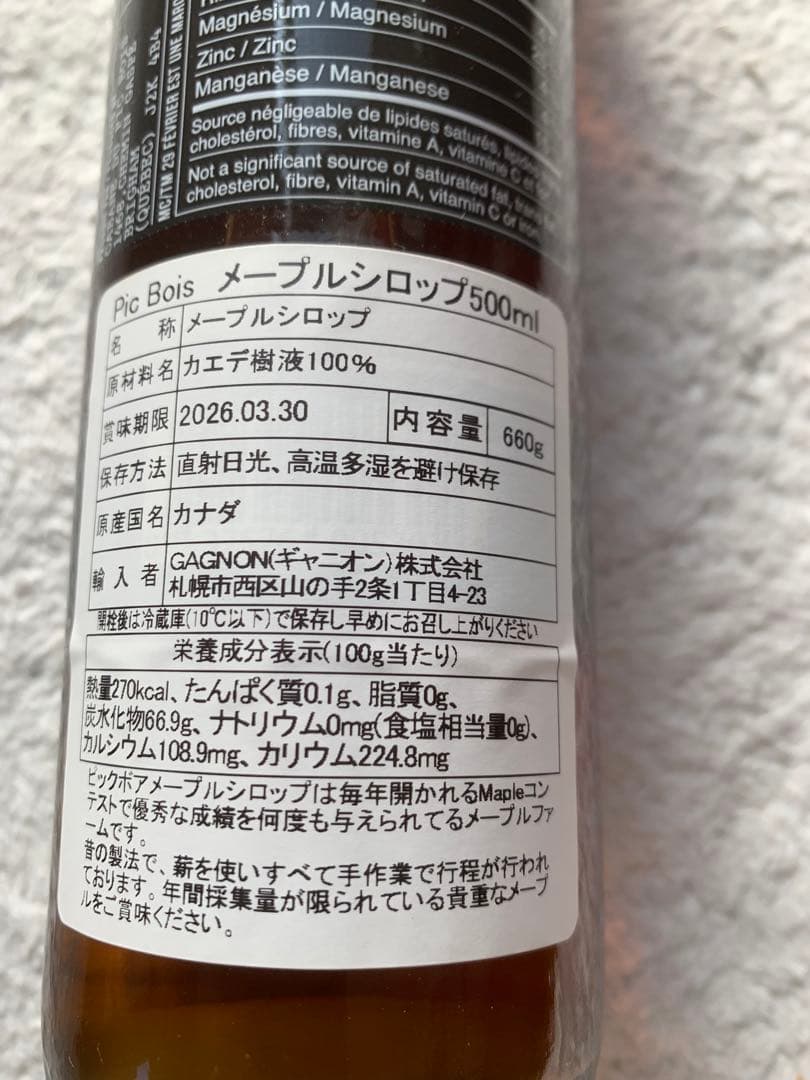 Magnésium / Magnesium
Zinc / Zinc
Manganèse / Manganese
Source négligeable de lipides saturés, lipides
cholestérol, fibres, vitamine A, vitamine C et
Not a significant source of saturated fat, trans
cholesterol, fibre, vitamin A, vitamin C or iron
BRIGHAM
(QUÉBEC) J2K 4B4
MC/TM 29 FÉVRIER EST UNE MARQ
Pic Bois メープルシロップ500ml
名称 メープルシロップ
原材料名 カエデ樹液100%
賞味期限 2026.03.30 内容量 660g
保存方法 直射日光、高温多湿を避け保存
原産国名 カナダ
輸入者 GAGNON(ギャニオン)株式会社
札幌市西区山の手2条1丁目4-23
開栓後は冷蔵庫(10℃以下)で保存し早めにお召し上がりください
栄養成分表示(100g当たり)
熱量270kcal、たんぱく質0.1g、脂質0g、
炭水化物66.9g、ナトリウム0mg(食塩相当量0g)、
カルシウム108.9mg、カリウム224.8mg
ピックボアメープルシロップは毎年開かれるMapleコン
テストで優秀な成績を何度も与えられてるメープルファ
ームです。
昔の製法で、薪を使いすべて手作業で行程が行われ
ております。年間採集量が限られている貴重なメープ
ルをご賞味ください。